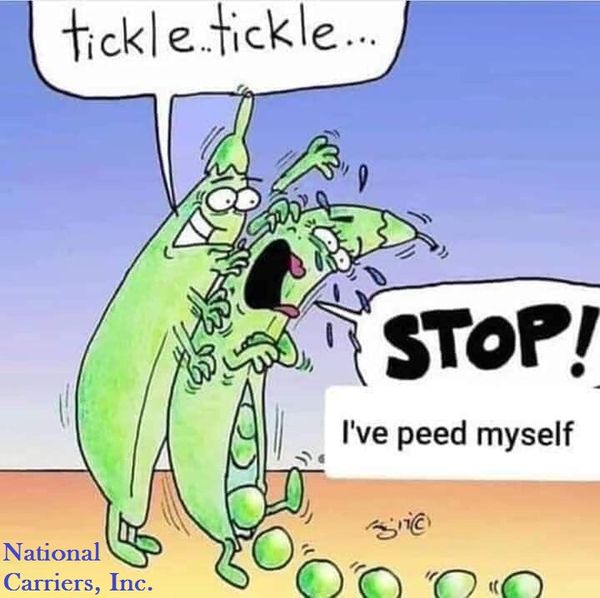 tickle..tickle...
STOP!
I've peed myself
National
Carriers, Inc.